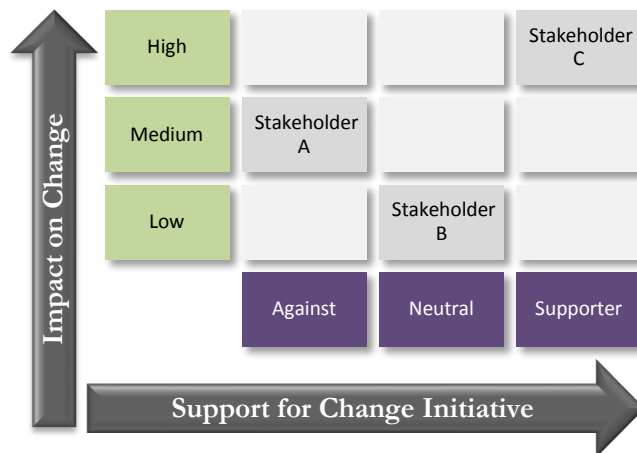 High
Stakeholder
C
Medium
Stakeholder
A
Low
Stakeholder
B
Against
Neutral
Supporter
Impact on Change
Support for Change Initiative